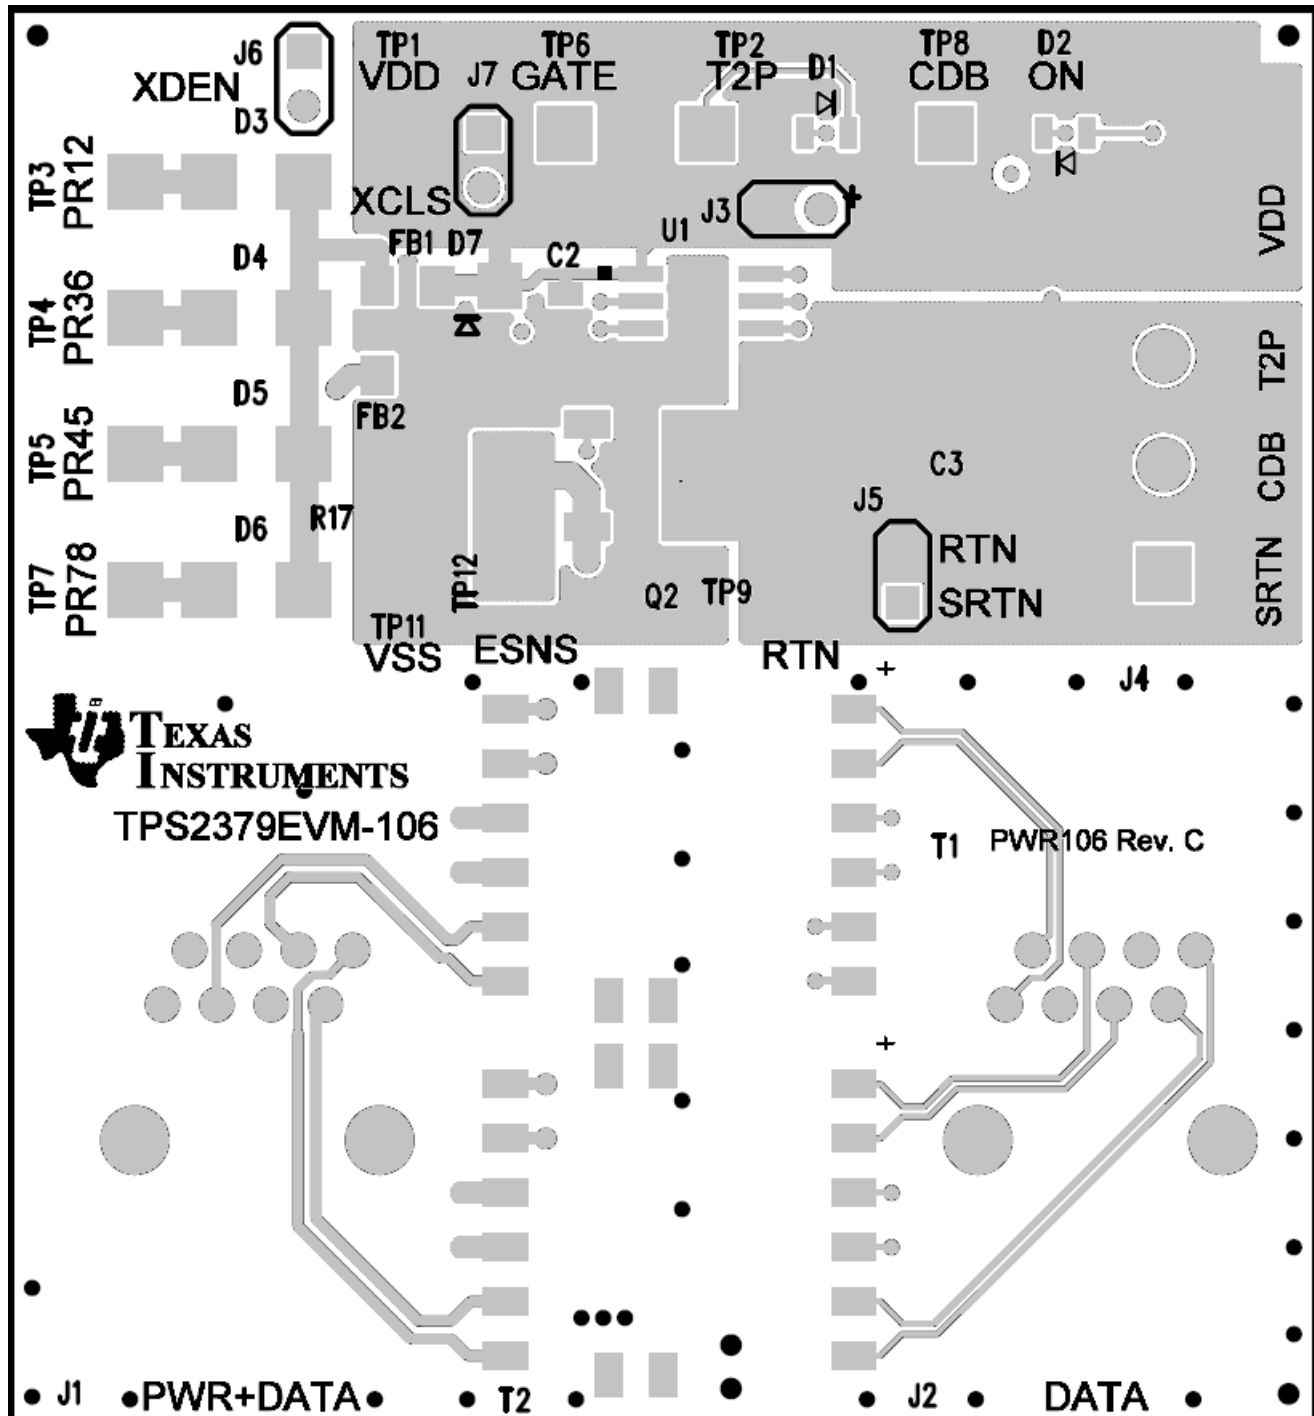 J6
XDEN
D3
TP1
VDD
J7
TP6
GATE
TP2
T2P
D1
TP8
CDB
D2
ON
TP3
PR12
XCLS
J3
+
VDD
D4
FB1
D7
C2
U1
TP4
PR36
T2P
D5
FB2
TP5
PR45
C3
CDB
J5
D6
R17
RTN
TP7
PR78
TP12
Q2
TP9
SRTN
SRTN
TP11
VSS
ESNS
RTN
+
J4
TEXAS
INSTRUMENTS
TPS2379EVM-106
T1
PWR106 Rev. C
+
J1
PWR+DATA
T2
J2
DATA